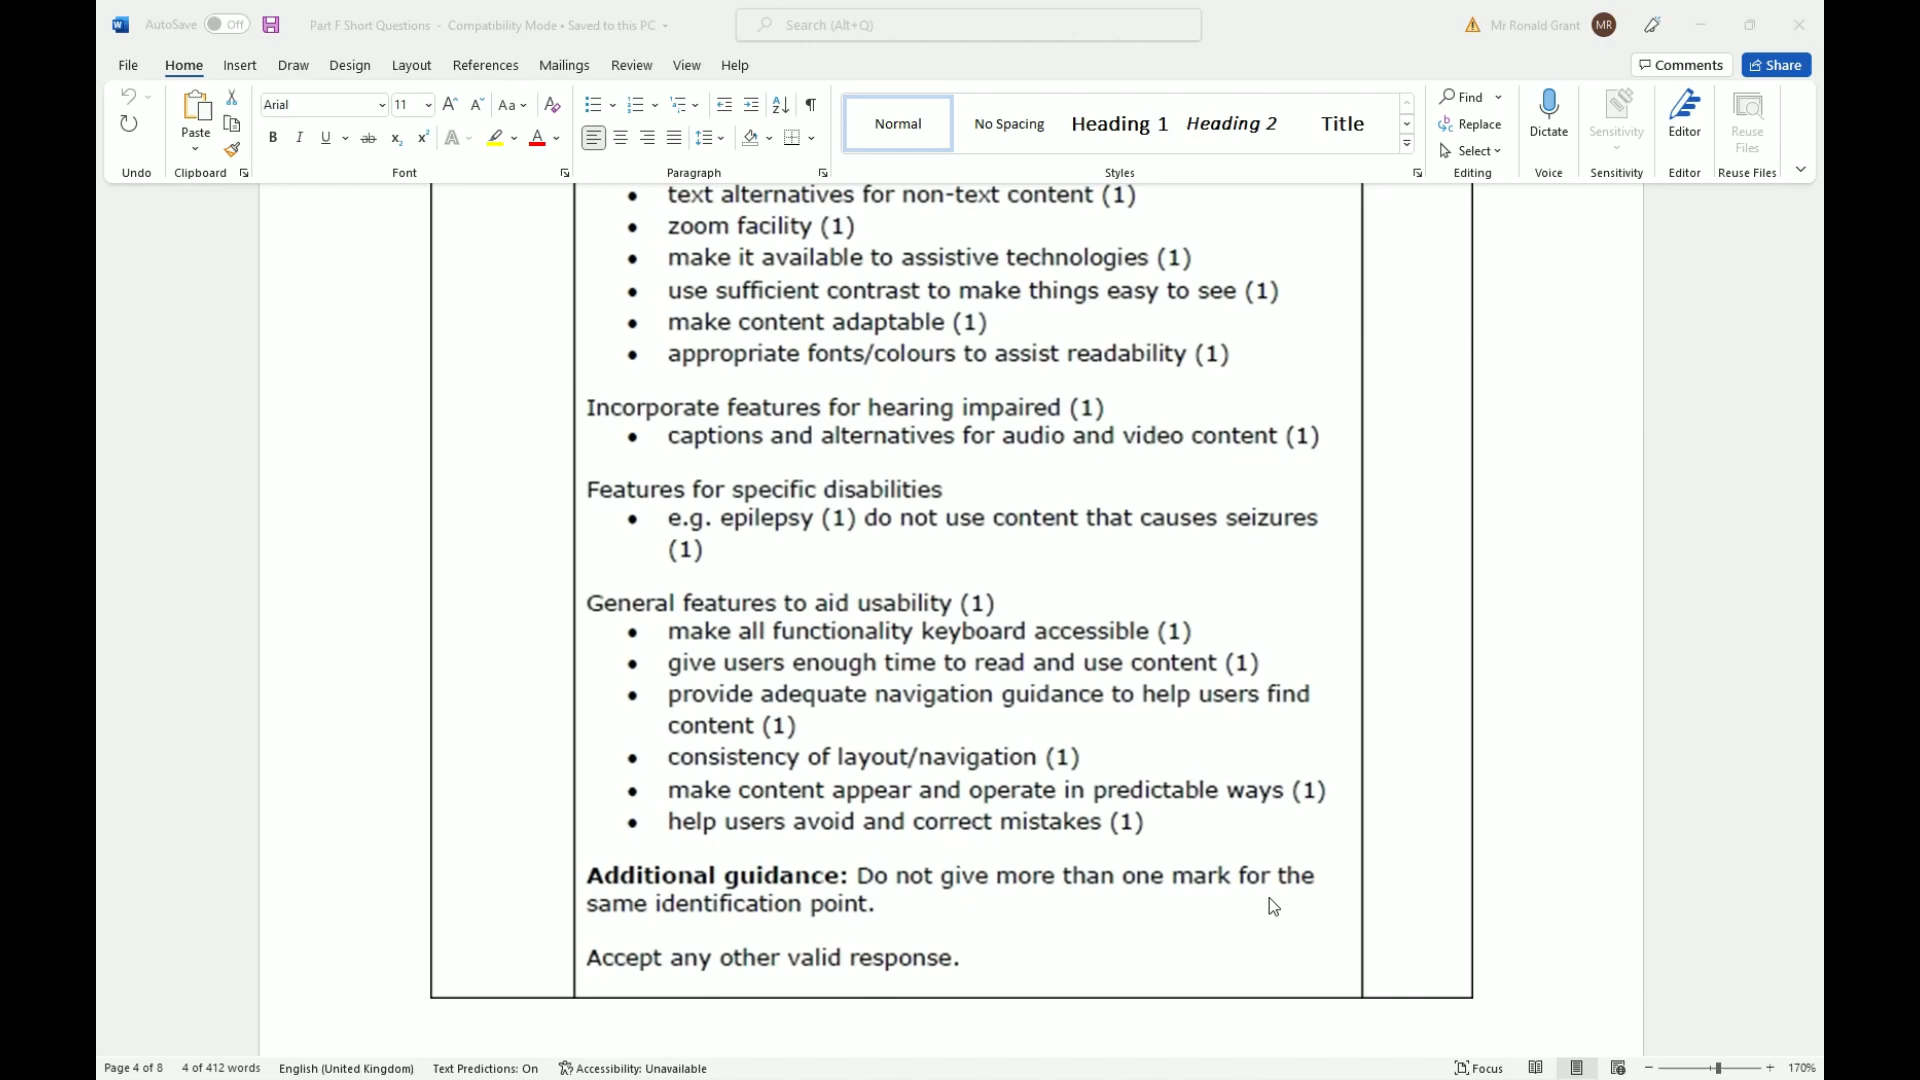 AutoSave Off Part F Short Questions - Compatibility Mode • Saved to this PC Search (Alt+Q) Mr Ronald Grant MR
File Home Insert Draw Design Layout References Mailings Review View Help Comments Share
Arial 11 Aa
Paste
Normal No Spacing Heading 1 Heading 2 Title
Find
Replace
Select
Dictate Sensitivity Editor Reuse Files
Undo Clipboard Font Paragraph Styles Editing Voice Sensitivity Editor Reuse Files
• text alternatives for non-text content (1)
• zoom facility (1)
• make it available to assistive technologies (1)
• use sufficient contrast to make things easy to see (1)
• make content adaptable (1)
• appropriate fonts/colours to assist readability (1)
Incorporate features for hearing impaired (1)
• captions and alternatives for audio and video content (1)
Features for specific disabilities
• e.g. epilepsy (1) do not use content that causes seizures
(1)
General features to aid usability (1)
• make all functionality keyboard accessible (1)
• give users enough time to read and use content (1)
• provide adequate navigation guidance to help users find
content (1)
• consistency of layout/navigation (1)
• make content appear and operate in predictable ways (1)
• help users avoid and correct mistakes (1)
Additional guidance: Do not give more than one mark for the
same identification point.
Accept any other valid response.
Page 4 of 8 4 of 412 words English (United Kingdom) Text Predictions: On Accessibility: Unavailable Focus 170%